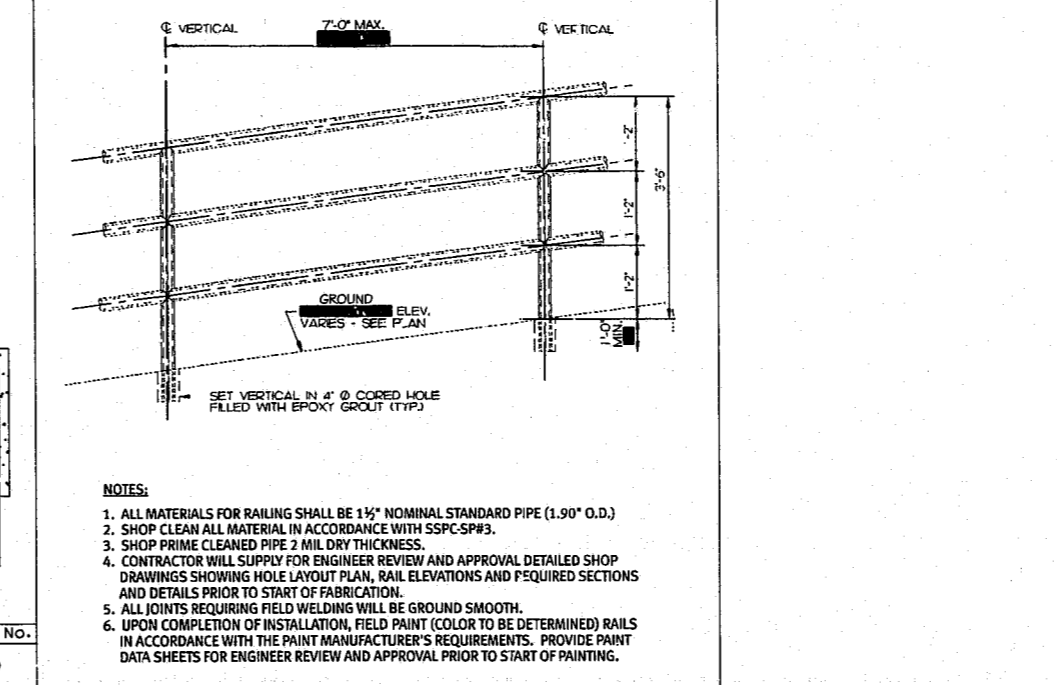 ℄ VERTICAL
7'-0" MAX.
℄ VERTICAL
-2"
1'-2"
1'-2"
3'-6"
1'-0"
MIN.
GROUND
ELEV.
VARIES - SEE PLAN
SET VERTICAL IN 4" Ø CORED HOLE
FILLED WITH EPOXY GROUT (TYP.)
NOTES:
1. ALL MATERIALS FOR RAILING SHALL BE 1½" NOMINAL STANDARD PIPE (1.90" O.D.)
2. SHOP CLEAN ALL MATERIAL IN ACCORDANCE WITH SSPC-SP#3.
3. SHOP PRIME CLEANED PIPE 2 MIL DRY THICKNESS.
4. CONTRACTOR WILL SUPPLY FOR ENGINEER REVIEW AND APPROVAL DETAILED SHOP
DRAWINGS SHOWING HOLE LAYOUT PLAN, RAIL ELEVATIONS AND REQUIRED SECTIONS
AND DETAILS PRIOR TO START OF FABRICATION.
5. ALL JOINTS REQUIRING FIELD WELDING WILL BE GROUND SMOOTH.
6. UPON COMPLETION OF INSTALLATION, FIELD PAINT (COLOR TO BE DETERMINED) RAILS
IN ACCORDANCE WITH THE PAINT MANUFACTURER'S REQUIREMENTS. PROVIDE PAINT
DATA SHEETS FOR ENGINEER REVIEW AND APPROVAL PRIOR TO START OF PAINTING.
No.